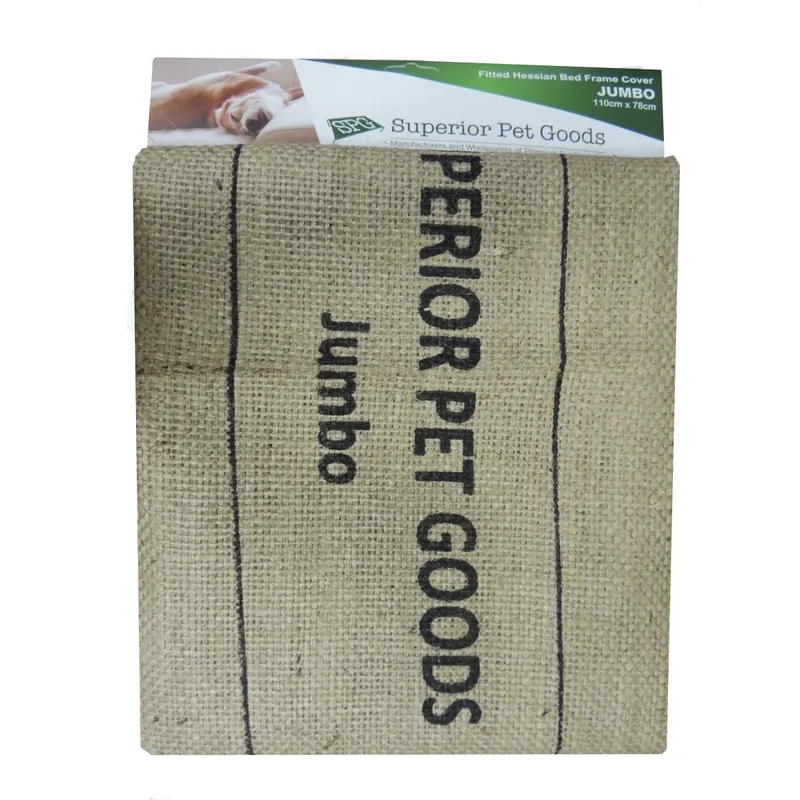 Fitted Hessian Bed Frame Cover
JUMBO
110cm x 78cm
SPG
Superior Pet Goods
Manufacturers and Wholesalers of
PERIOR PET GOODS
Jumbo